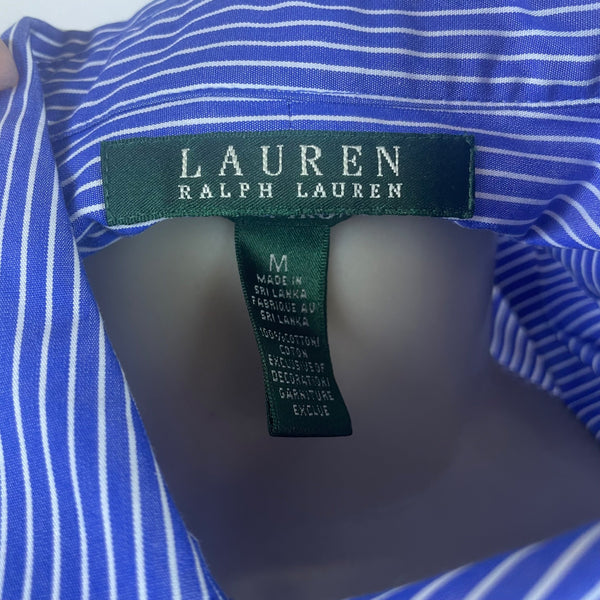 LAUREN
RALPH LAUREN
M
MADE IN
SRI LANKA
FABRIQUE AU
SRI LANKA
100%COTTON/
COTON
EXCLUSIVE OF
DECORATION/
GARNITURE
EXCLUE